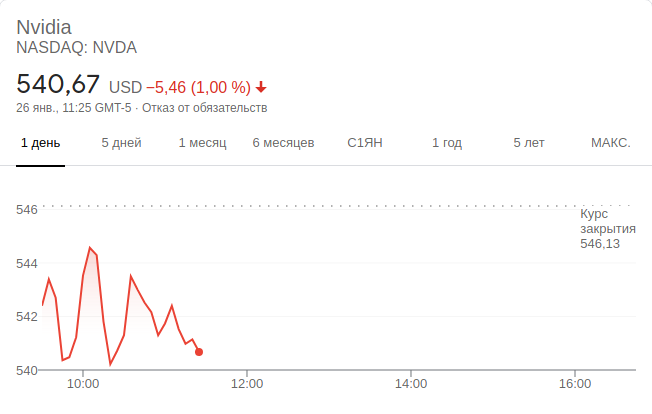 Nvidia
NASDAQ: NVDA
540,67 USD −5,46 (1,00 %)
26 янв., 11:25 GMT-5 · Отказ от обязательств
1 день 5 дней 1 месяц 6 месяцев С1ЯН 1 год 5 лет МАКС.
546
Курс
закрытия
546,13
544
542
540
10:00 12:00 14:00 16:00